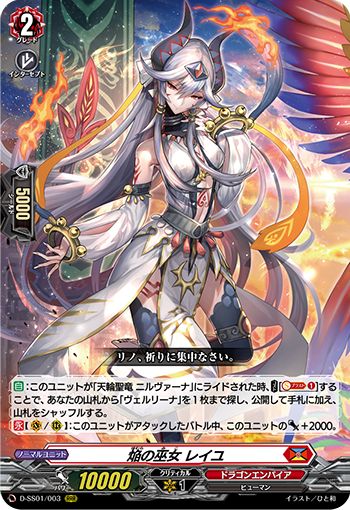 2
グレード
インターセプト
5000
シールド
リノ、祈りに集中なさい。
自:このユニットが「天輪聖竜 ニルヴァーナ」にライドされた時、[ブラスト1]する
ことで、あなたの山札から「ヴェルリーナ」を1枚まで探し、公開して手札に加え、
山札をシャッフルする。
永:このユニットがアタックしたバトル中、このユニットの+2000。
ノーマルユニット
焔の巫女 レイユ
ドラゴンエンパイア
パワー 10000
クリティカル
1
ヒューマン
D-SS01/003 RRR
イラスト/ひと和